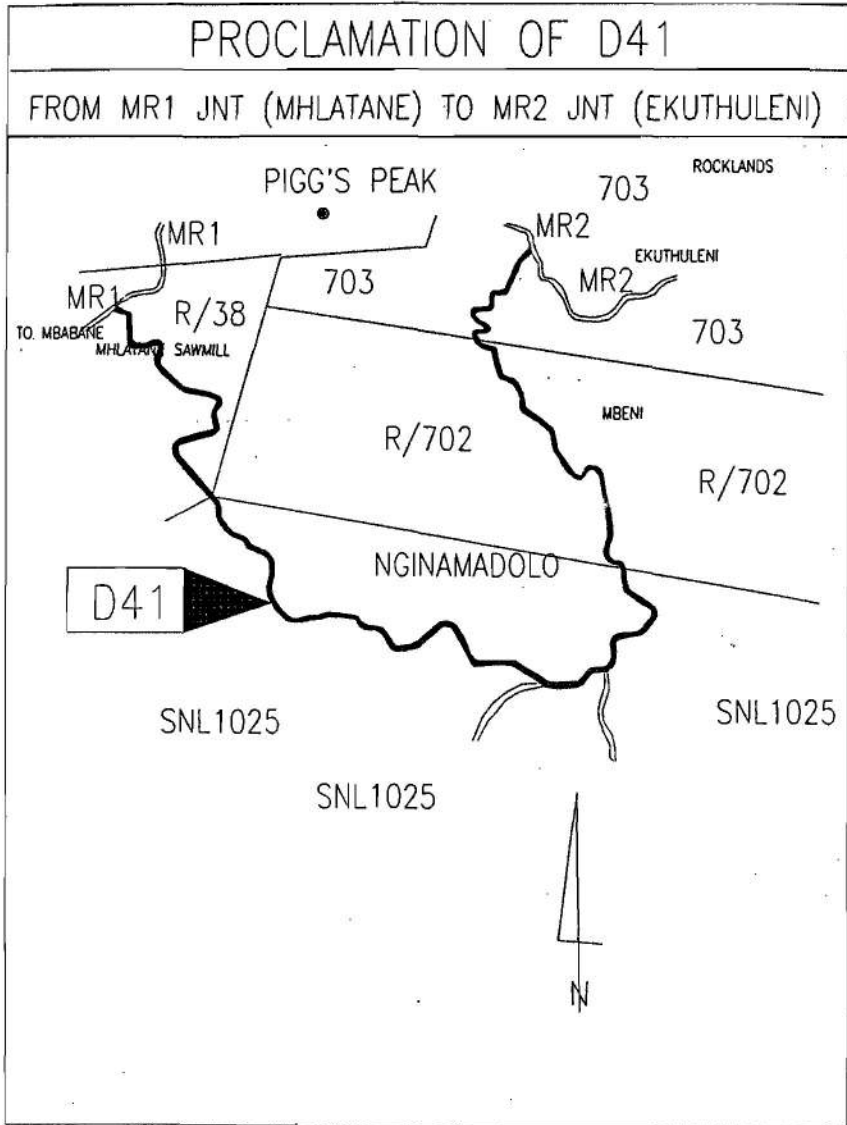 PROCLAMATION OF D41
FROM MR1 JNT (MHLATANE) TO MR2 JNT (EKUTHULENI)
ROCKLANDS
PIGG'S PEAK
703
MR1
MR2
EKUTHULENI
703
MR2
MR1
R/38
703
TO. MBABANE
MHLATANE SAWMILL
MBENI
R/702
R/702
NGINAMADOLO
D41
SNL1025
SNL1025
SNL1025
N